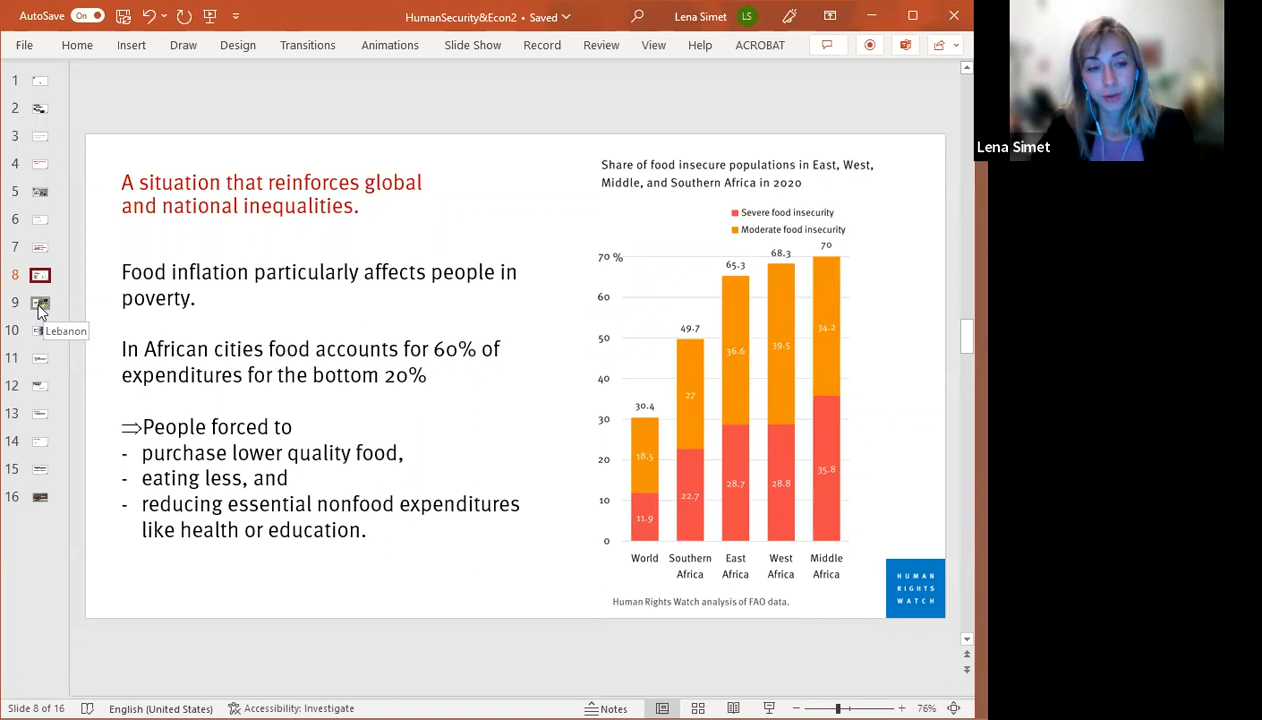 AutoSave On HumanSecurity&Econ2 • Saved Lena Simet LS
File Home Insert Draw Design Slide Show Transitions Animations Record Review View Help ACROBAT
1
2
3
4
5
6
7
8
9
Lebanon
10
11
12
13
14
15
16
A situation that reinforces global
and national inequalities.
Food inflation particularly affects people in
poverty.
In African cities food accounts for 60% of
expenditures for the bottom 20%
⇒People forced to
- purchase lower quality food,
- eating less, and
- reducing essential nonfood expenditures
like health or education.
Share of food insecure populations in East, West,
Middle, and Southern Africa in 2020
Severe food insecurity
Moderate food insecurity
70 %
60
50
40
30
20
10
0
30.4
18.5
11.9
49.7
27
22.7
65.3
36.6
28.7
68.3
39.5
28.8
70
34.2
35.8
World
Southern
Africa
East
Africa
West
Africa
Middle
Africa
Human Rights Watch analysis of FAO data.
HUMAN
RIGHTS
WATCH
Lena Simet
Slide 8 of 16 English (United States) Accessibility: Investigate Notes 76%